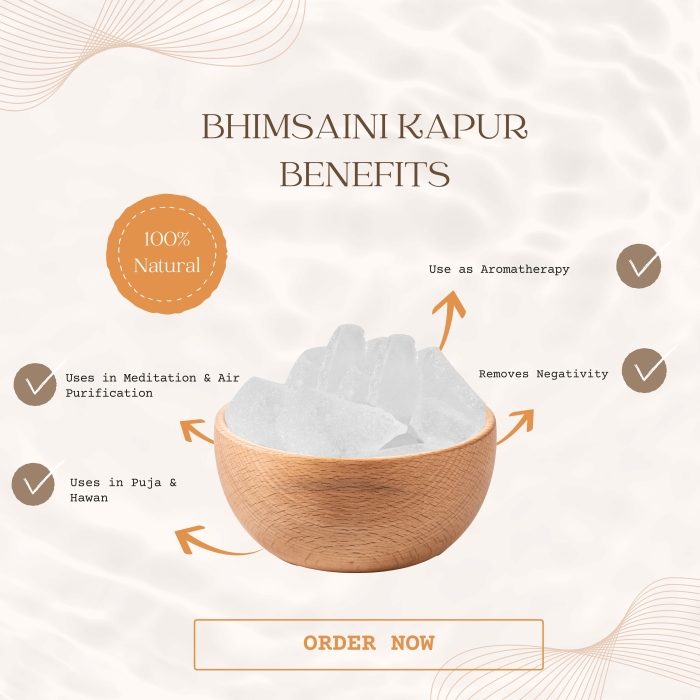 BHIMSAINI KAPUR
BENEFITS
100%
Natural
Use as Aromatherapy
Uses in Meditation & Air
Purification
Removes Negativity
Uses in Puja &
Hawan
ORDER NOW